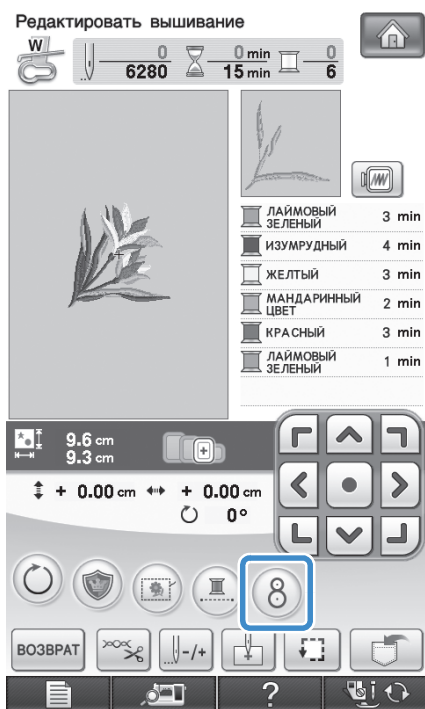 Редактировать вышивание
W
0 0 min 0
6280 15 min 6
ЛАЙМОВЫЙ ЗЕЛЕНЫЙ 3 min
ИЗУМРУДНЫЙ 4 min
ЖЕЛТЫЙ 3 min
МАНДАРИННЫЙ ЦВЕТ 2 min
КРАСНЫЙ 3 min
ЛАЙМОВЫЙ ЗЕЛЕНЫЙ 1 min
9.6 cm
9.3 cm
+ 0.00 cm + 0.00 cm
0°
8
ВОЗВРАТ -/+
?